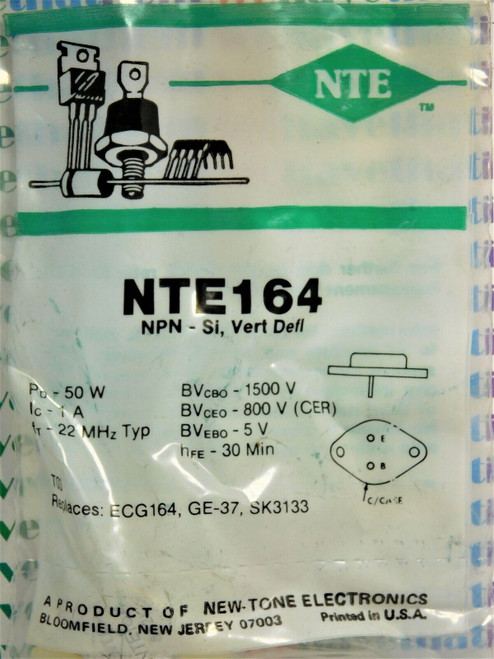 NTE
TM
NTE164
NPN - Si, Vert Defl
PD - 50 W
IC - 1 A
fT - 22 MHz Typ
BVCBO - 1500 V
BVCEO - 800 V (CER)
BVEBO - 5 V
hFE - 30 Min
E
B
C/CASE
TO3
Replaces: ECG164, GE-37, SK3133
A PRODUCT OF NEW-TONE ELECTRONICS
BLOOMFIELD, NEW JERSEY 07003
Printed in U.S.A.